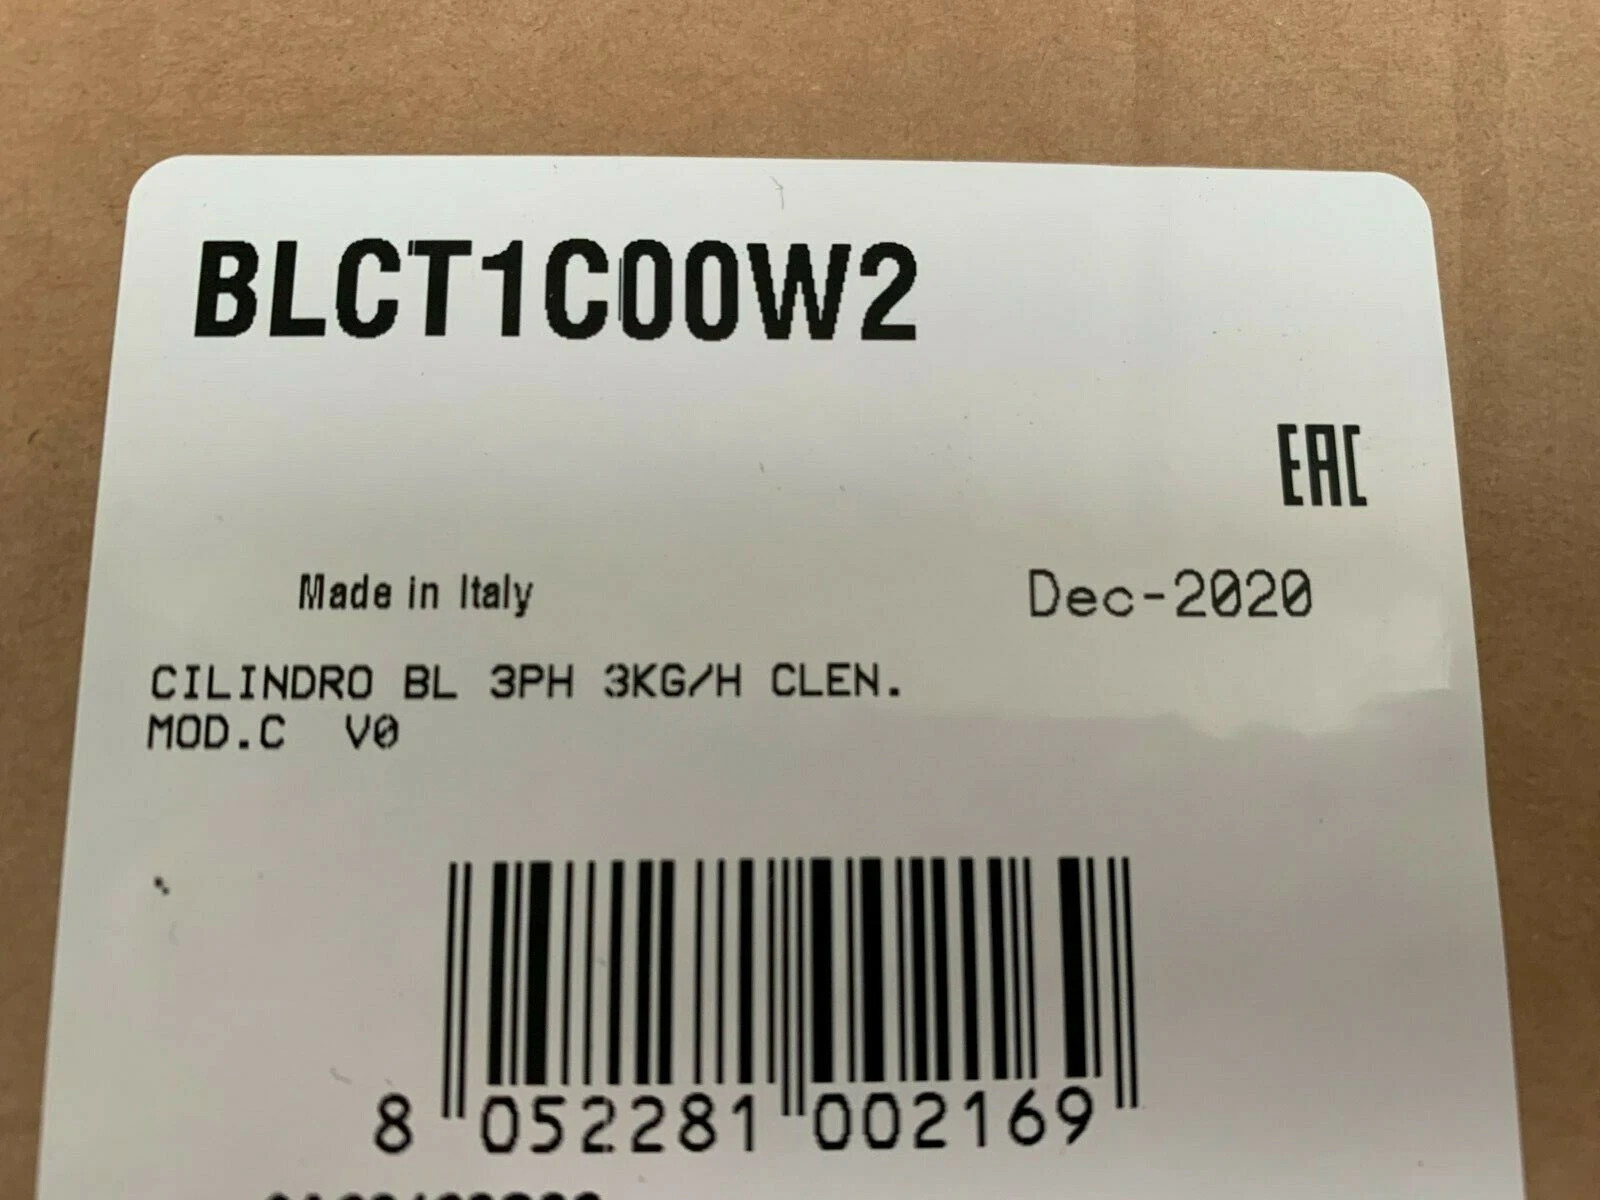 BLCT1C00W2
EAC
Made in Italy Dec-2020
CILINDRO BL 3PH 3KG/H CLEN.
MOD.C V0
8 052281 002169